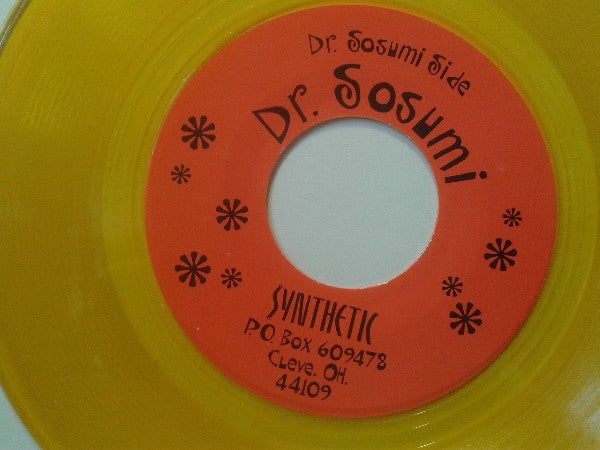 Dr. Sosumi Side
Dr. Sosumi
SYNTHETIC
P.O. Box 609478
Cleve. OH.
44109